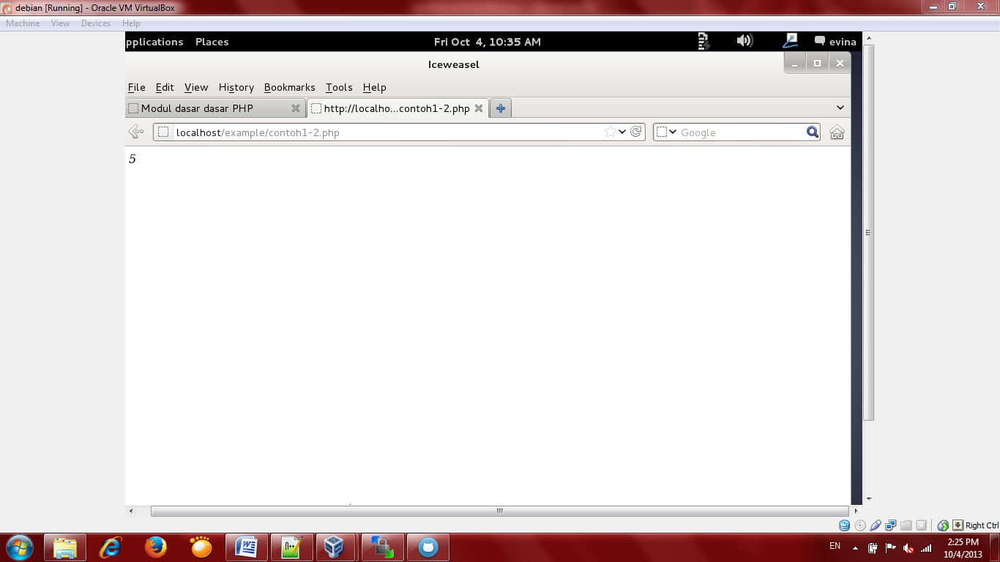 debian [Running] - Oracle VM VirtualBox
Machine View Devices Help
pplications Places Fri Oct 4, 10:35 AM evina
Iceweasel
File Edit View History Bookmarks Tools Help
Modul dasar dasar PHP http://localho...contoh1-2.php
localhost/example/contoh1-2.php Google
5
Right Ctrl
EN 2:25 PM
10/4/2013